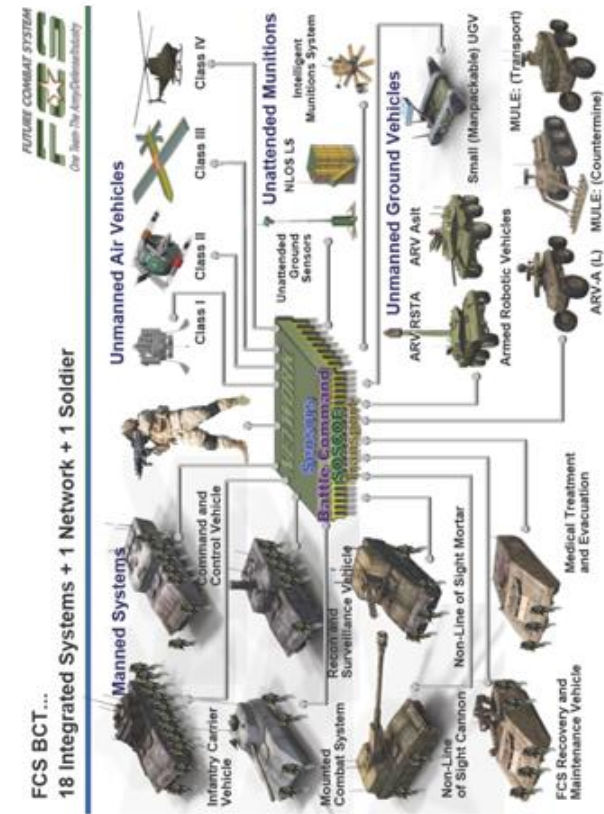 FCS BCT...
18 Integrated Systems + 1 Network + 1 Soldier
FUTURE COMBAT SYSTEM
FCS
One Team-The Army/Defense/Industry
Manned Systems
Infantry Carrier
Vehicle
Command and
Control Vehicle
Mounted
Combat System
Recon and
Surveillance Vehicle
Non-Line
of Sight Cannon
Non-Line of Sight Mortar
FCS Recovery and
Maintenance Vehicle
Medical Treatment
and Evacuation
NETWORK
Sensors
Battle Command
SOSCOE
Transport
Unmanned Air Vehicles
Class I
Class II
Class III
Class IV
Unattended Munitions
Unattended
Ground
Sensors
NLOS LS
Intelligent
Munitions System
Unmanned Ground Vehicles
ARV RSTA
ARV Aslt
Armed Robotic Vehicles
Small (Manpackable) UGV
ARV-A (L)
MULE: (Countermine)
MULE: (Transport)